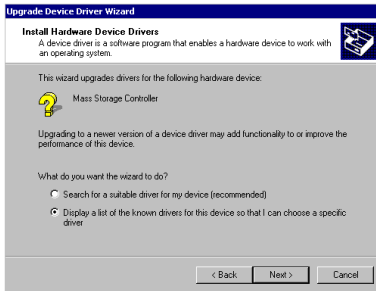 Upgrade Device Driver Wizard
Install Hardware Device Drivers
A device driver is a software program that enables a hardware device to work with
an operating system.
This wizard upgrades drivers for the following hardware device:
Mass Storage Controller
Upgrading to a newer version of a device driver may add functionality to or improve the
performance of this device.
What do you want the wizard to do?
Search for a suitable driver for my device (recommended)
Display a list of the known drivers for this device so that I can choose a specific
driver
< Back
Next >
Cancel